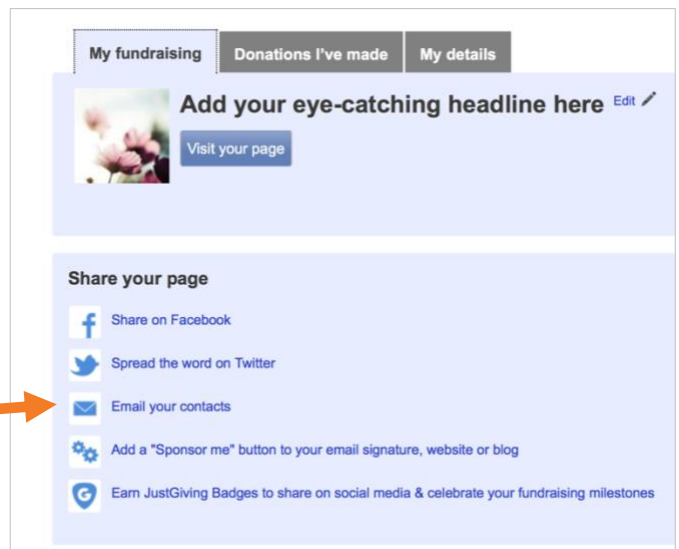 My fundraising
Donations I've made
My details
Add your eye-catching headline here Edit
Visit your page
Share your page
Share on Facebook
Spread the word on Twitter
Email your contacts
Add a "Sponsor me" button to your email signature, website or blog
Earn JustGiving Badges to share on social media & celebrate your fundraising milestones